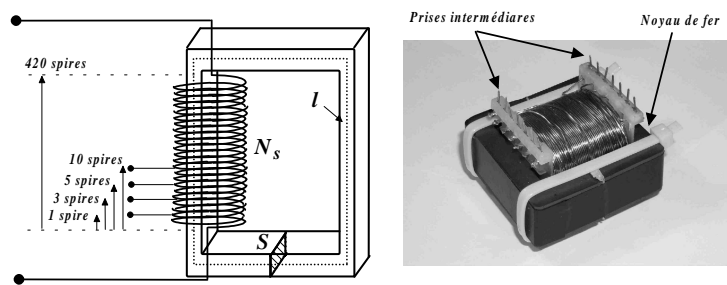 420 spires
10 spires
5 spires
3 spires
1 spire
N s
l
S
Prises intermédiares
Noyau de fer